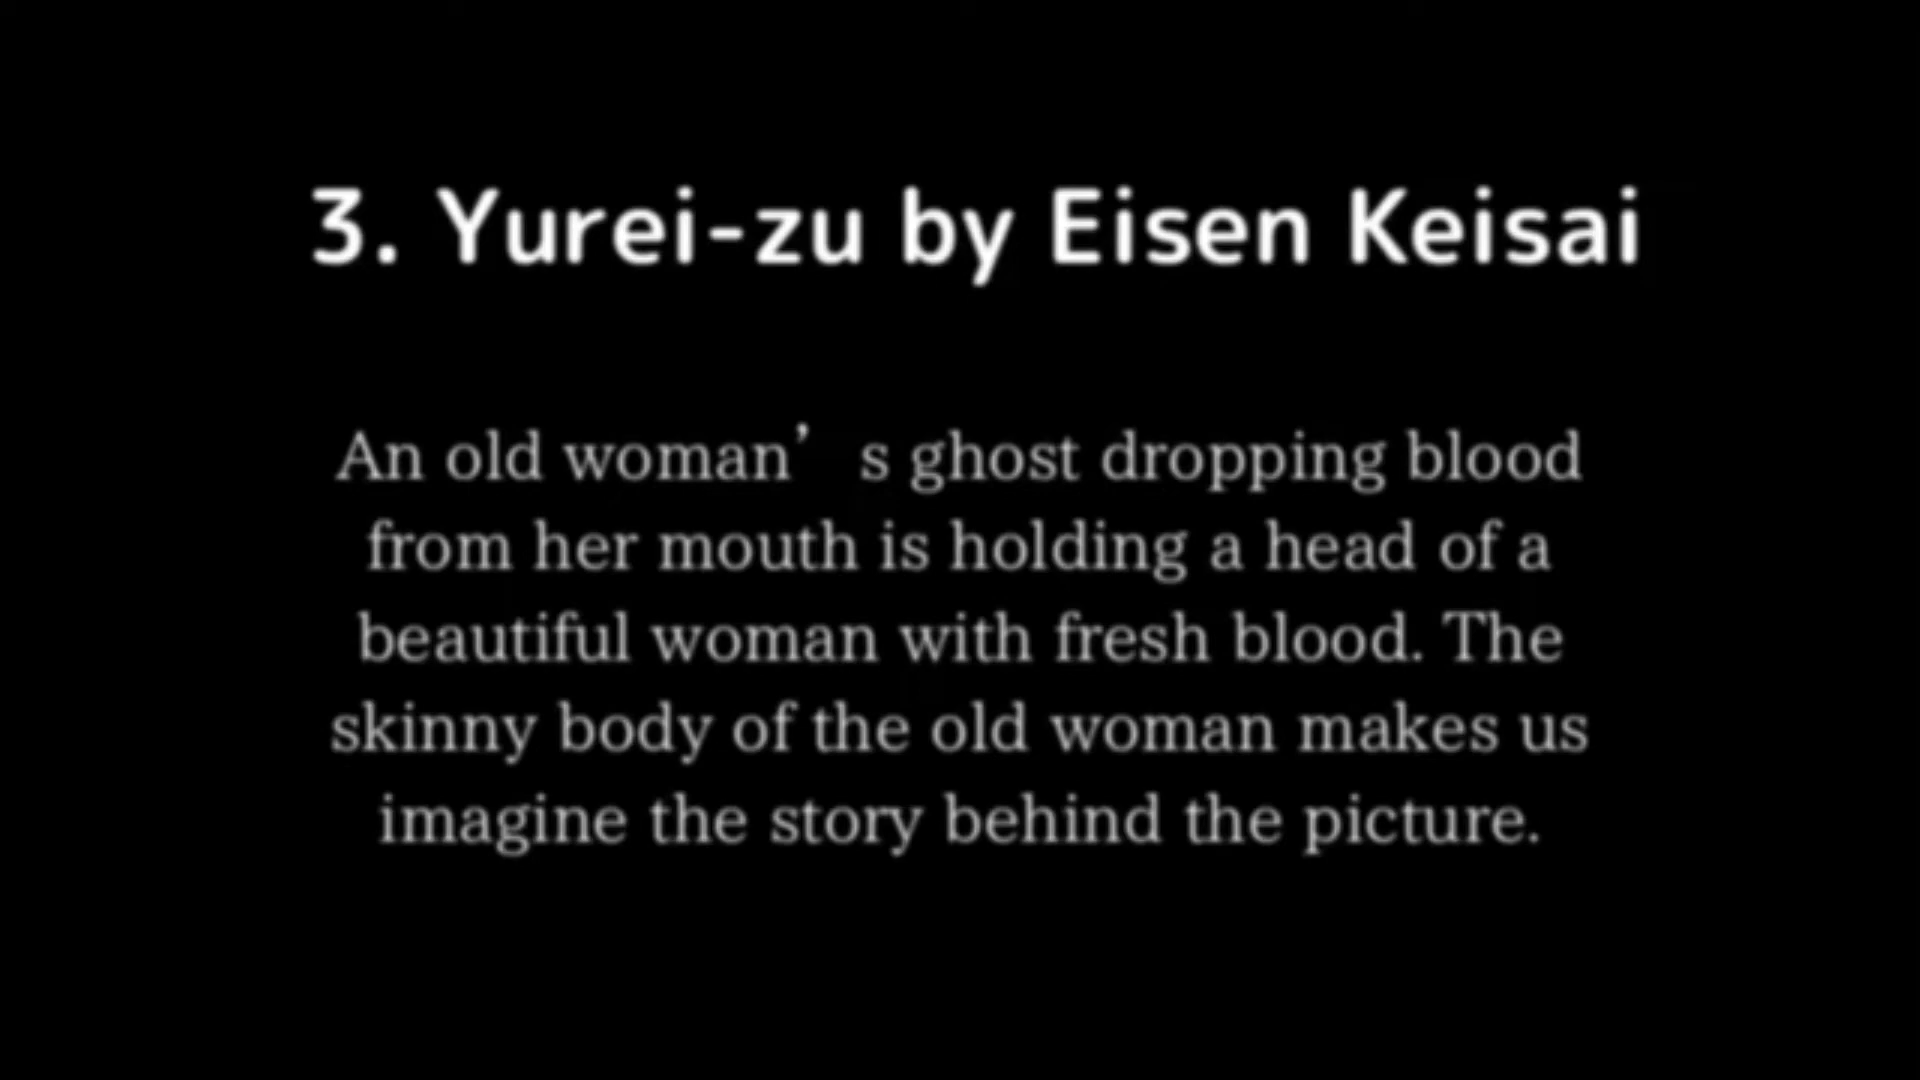 3. Yurei-zu by Eisen Keisai
An old woman’s ghost dropping blood
from her mouth is holding a head of a
beautiful woman with fresh blood. The
skinny body of the old woman makes us
imagine the story behind the picture.